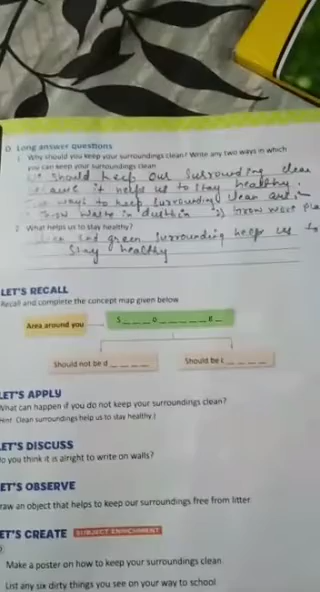 D Long answer questions
1. Why should you keep your surroundings clean? Write any two ways in which
you can keep your surroundings clean
should keep our Surrounding clean
because it helps us to stay healthy.
ways to keep surrounding clean are
waste in dustbin 2) Grow more
2. What helps us to stay healthy?
and green surrounding helps us to
Stay healthy
LET'S RECALL
Recall and complete the concept map given below
Area around you
S _ _ _ o _ _ _ _ _ g _
Should not be d _ _ _ _
Should be c _ _ _ _
LET'S APPLY
What can happen if you do not keep your surroundings clean?
Hint: Clean surroundings help us to stay healthy.)
LET'S DISCUSS
Do you think it is alright to write on walls?
LET'S OBSERVE
Draw an object that helps to keep our surroundings free from litter.
LET'S CREATE SUBJECT ENRICHMENT
Make a poster on how to keep your surroundings clean
List any six dirty things you see on your way to school